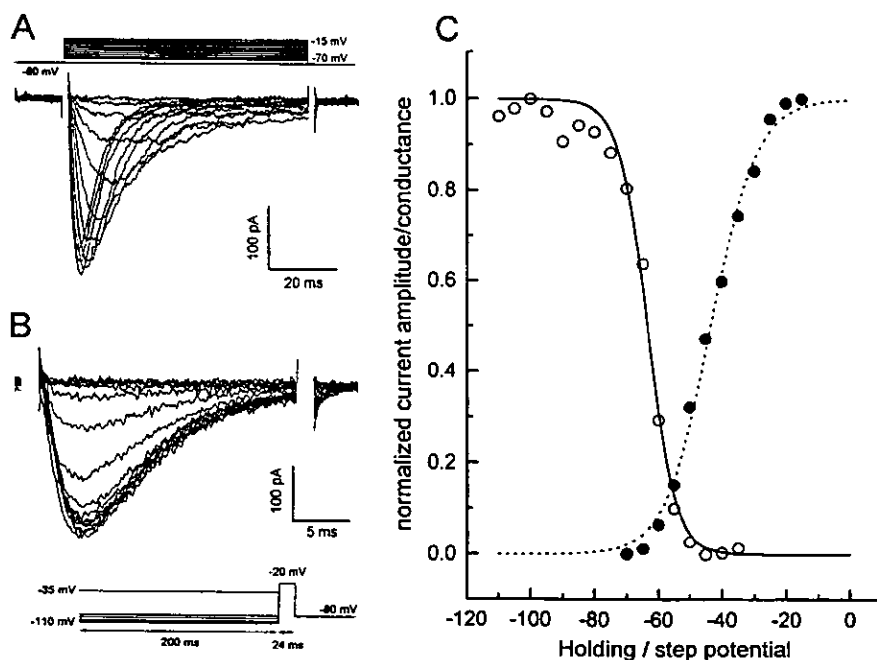 A
-15 mV
-70 mV
-80 mV
100 pA
20 ms
B
100 pA
5 ms
-20 mV
-35 mV
-80 mV
-110 mV
200 ms
24 ms
C
normalized current amplitude/conductance
1.0
0.8
0.6
0.4
0.2
0.0
-120 -100 -80 -60 -40 -20 0
Holding / step potential